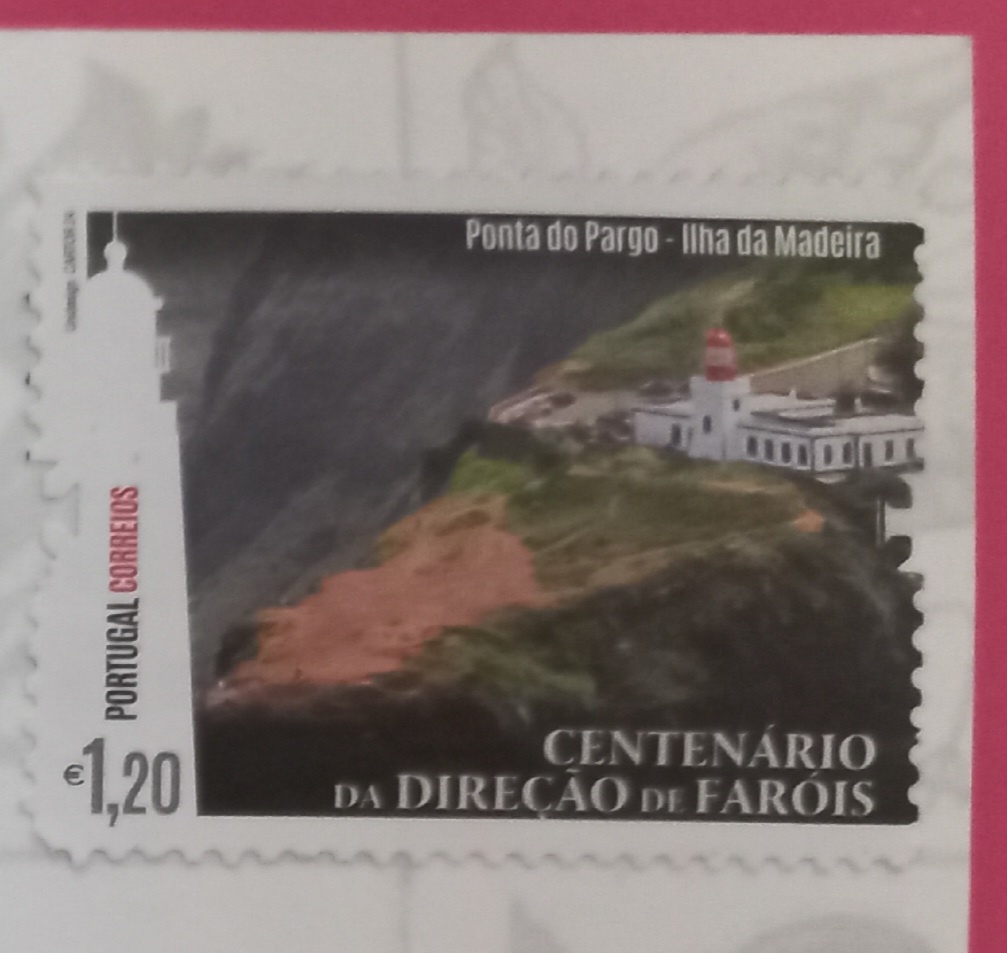 Ponta do Pargo - Ilha da Madeira
PORTUGAL CORREIOS
€1,20
CENTENÁRIO
DA DIREÇÃO DE FARÓIS